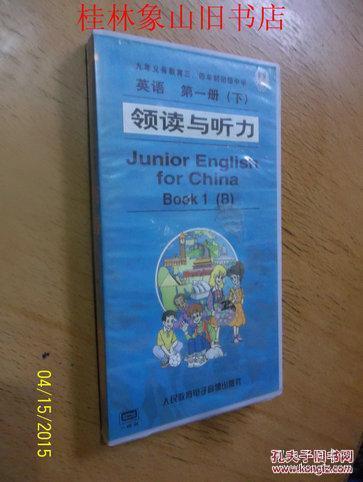 桂林象山旧书店
九年义务教育三、四年制初级中学
英语 第一册(下)
领读与听力
Junior English
for China
Book 1 (B)
人民教育电子音像出版社
04/15/2015
孔夫子旧书网